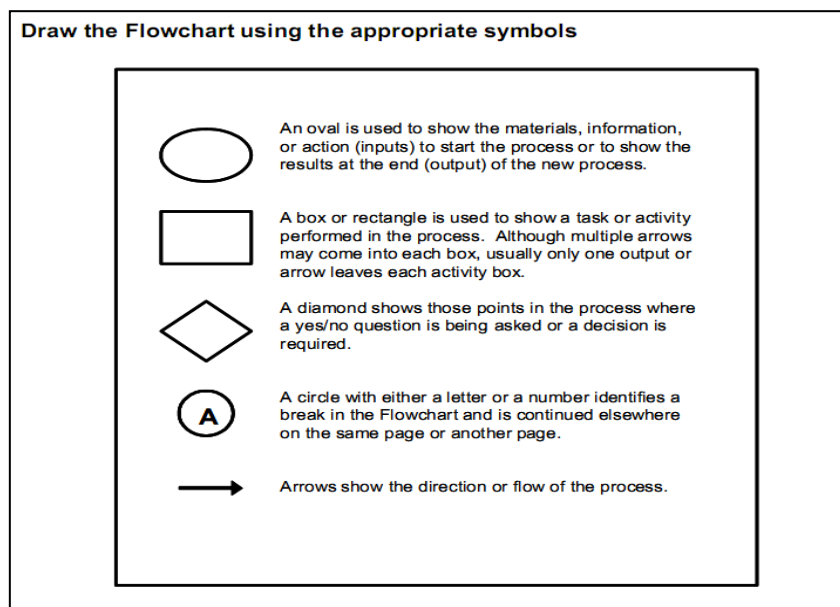 Draw the Flowchart using the appropriate symbols
An oval is used to show the materials, information,
or action (inputs) to start the process or to show the
results at the end (output) of the new process.
A box or rectangle is used to show a task or activity
performed in the process.  Although multiple arrows
may come into each box, usually only one output or
arrow leaves each activity box.
A diamond shows those points in the process where
a yes/no question is being asked or a decision is
required.
A
A circle with either a letter or a number identifies a
break in the Flowchart and is continued elsewhere
on the same page or another page.
Arrows show the direction or flow of the process.